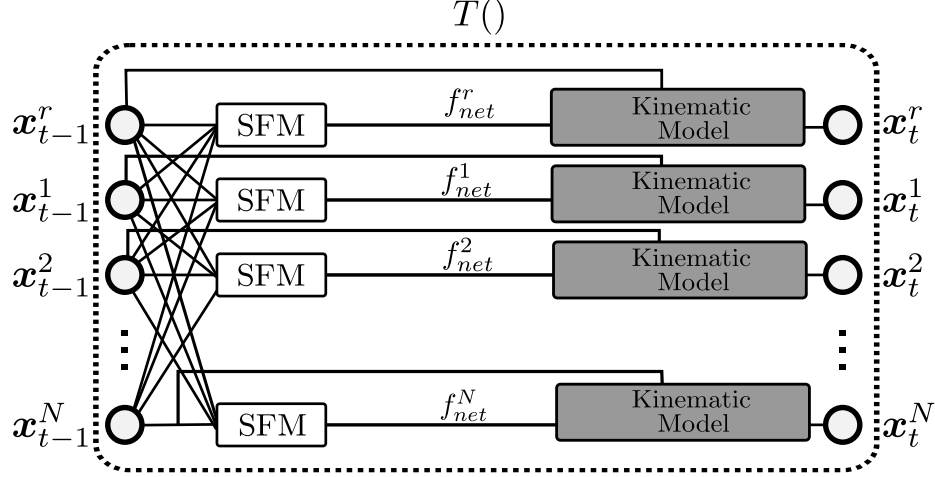 T()
x^r_{t-1} SFM f^r_{net} Kinematic Model x^r_t
x^1_{t-1} SFM f^1_{net} Kinematic Model x^1_t
x^2_{t-1} SFM f^2_{net} Kinematic Model x^2_t
x^N_{t-1} SFM f^N_{net} Kinematic Model x^N_t